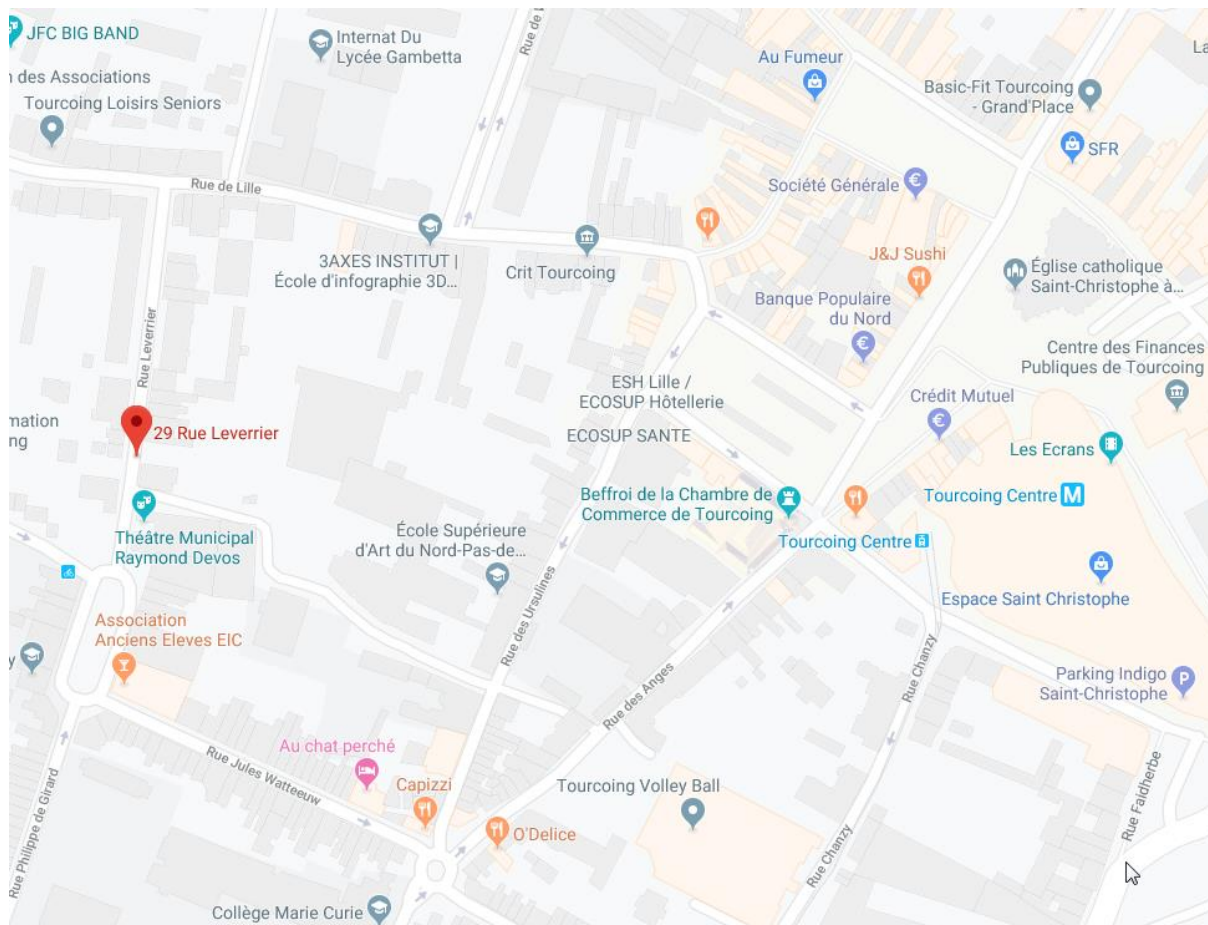 JFC BIG BAND
Internat Du
Lycée Gambetta
Rue de
Au Fumeur
Basic-Fit Tourcoing
- Grand'Place
des Associations
Tourcoing Loisirs Seniors
SFR
Rue de Lille
Société Générale
3AXES INSTITUT |
École d'infographie 3D...
Crit Tourcoing
J&J Sushi
Église catholique
Saint-Christophe à...
Banque Populaire
du Nord
Rue Leverrier
Centre des Finances
Publiques de Tourcoing
ESH Lille /
ECOSUP Hôtellerie
Crédit Mutuel
29 Rue Leverrier
ECOSUP SANTE
Les Ecrans
Beffroi de la Chambre de
Commerce de Tourcoing
Tourcoing Centre M
Théâtre Municipal
Raymond Devos
École Supérieure
d'Art du Nord-Pas-de...
Tourcoing Centre
Rue des Ursulines
Espace Saint Christophe
Association
Anciens Eleves EIC
Rue des Anges
Rue Chanzy
Parking Indigo
Saint-Christophe
P
Rue Jules Watteeuw
Au chat perché
Capizzi
Tourcoing Volley Ball
Rue Philippe de Girard
O'Delice
Rue Chanzy
Rue Faidherbe
Collège Marie Curie